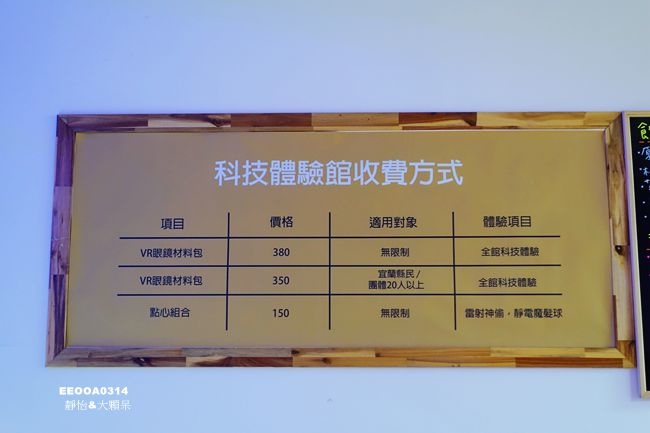 科技體驗館收費方式
項目 價格 適用對象 體驗項目
VR眼鏡材料包 380 無限制 全館科技體驗
VR眼鏡材料包 350 宜蘭縣民/
團體20人以上 全館科技體驗
點心組合 150 無限制 雷射神偷，靜電魔髮球
EEOOA0314
靜怡&大顆呆